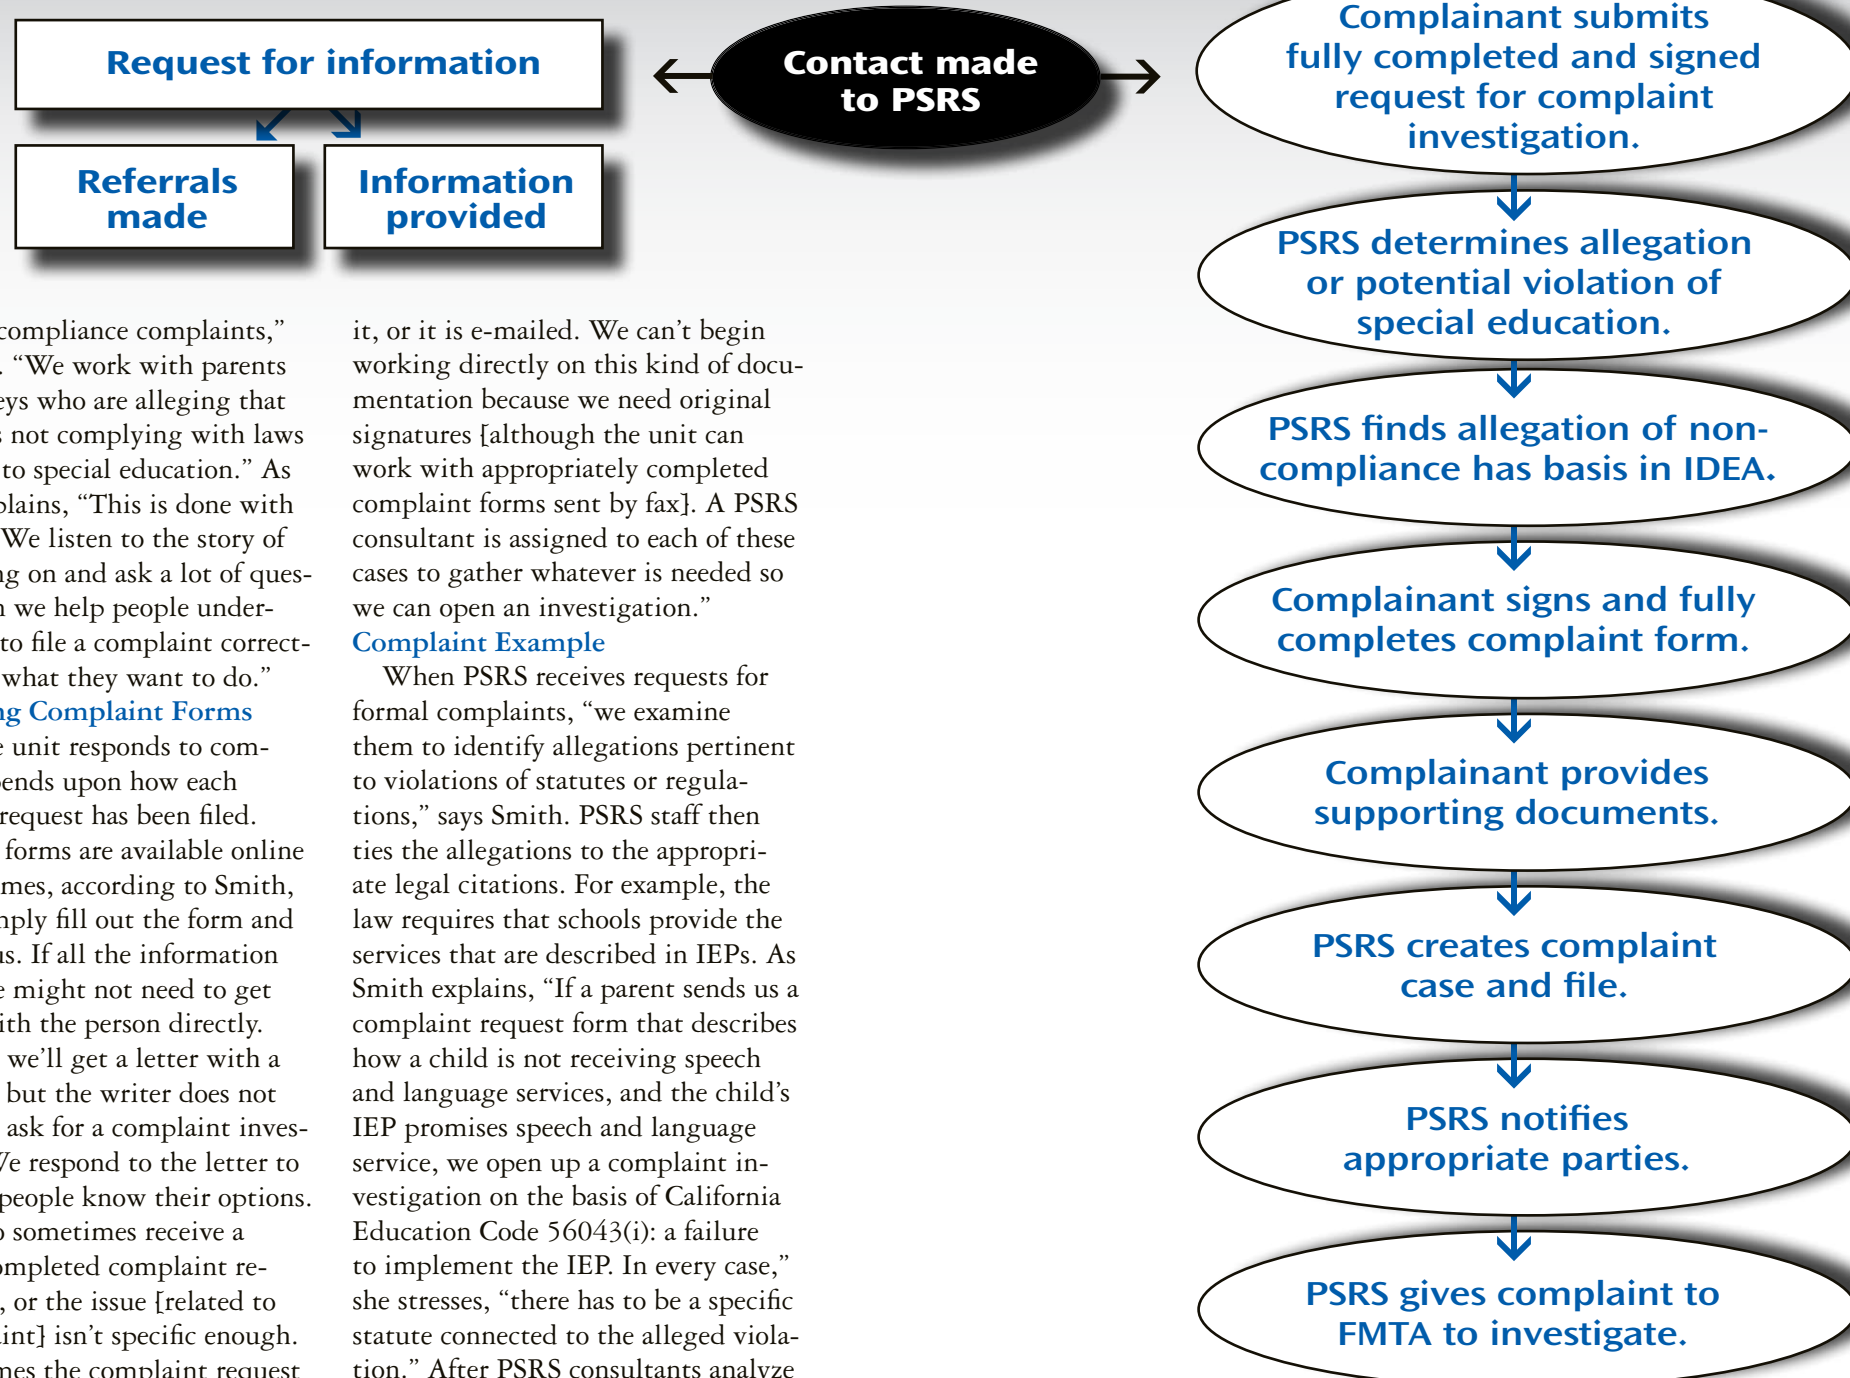 Request for information
Referrals
made
Information
provided
Contact made
to PSRS
Complainant submits
fully completed and signed
request for complaint
investigation.
PSRS determines allegation
or potential violation of
special education.
PSRS finds allegation of non-
compliance has basis in IDEA.
Complainant signs and fully
completes complaint form.
Complainant provides
supporting documents.
PSRS creates complaint
case and file.
PSRS notifies
appropriate parties.
PSRS gives complaint to
FMTA to investigate.
compliance complaints,”
. “We work with parents
eys who are alleging that
s not complying with laws
to special education.” As
plains, “This is done with
We listen to the story of
ng on and ask a lot of ques-
n we help people under-
to file a complaint correct-
what they want to do.”
ng Complaint Forms
e unit responds to com-
pends upon how each
request has been filed.
forms are available online
mes, according to Smith,
mply fill out the form and
us. If all the information
e might not need to get
ith the person directly.
we’ll get a letter with a
but the writer does not
ask for a complaint inves-
We respond to the letter to
people know their options.
o sometimes receive a
ompleted complaint re-
, or the issue [related to
aint] isn’t specific enough.
mes the complaint request
it, or it is e-mailed. We can’t begin
working directly on this kind of docu-
mentation because we need original
signatures [although the unit can
work with appropriately completed
complaint forms sent by fax]. A PSRS
consultant is assigned to each of these
cases to gather whatever is needed so
we can open an investigation.”
Complaint Example
When PSRS receives requests for
formal complaints, “we examine
them to identify allegations pertinent
to violations of statutes or regula-
tions,” says Smith. PSRS staff then
ties the allegations to the appropri-
ate legal citations. For example, the
law requires that schools provide the
services that are described in IEPs. As
Smith explains, “If a parent sends us a
complaint request form that describes
how a child is not receiving speech
and language services, and the child’s
IEP promises speech and language
service, we open up a complaint in-
vestigation on the basis of California
Education Code 56043(i): a failure
to implement the IEP. In every case,”
she stresses, “there has to be a specific
statute connected to the alleged viola-
tion.” After PSRS consultants analyze